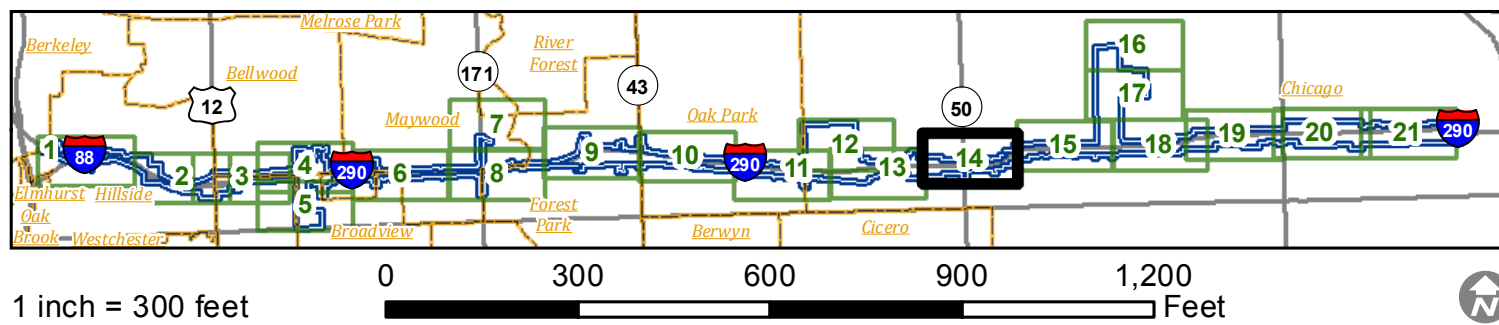 Melrose Park
Berkeley
River
Forest
Bellwood
171
43
12
Maywood
Oak Park
50
Chicago
16
17
7
1
88
2
3
4
290
6
8
9
10
290
11
12
13
14
15
18
19
20
21
290
5
Elmhurst
Hillside
Oak
Brook
Westchester
Broadview
Forest
Park
Berwyn
Cicero
0
300
600
900
1,200
1 inch = 300 feet
Feet
N